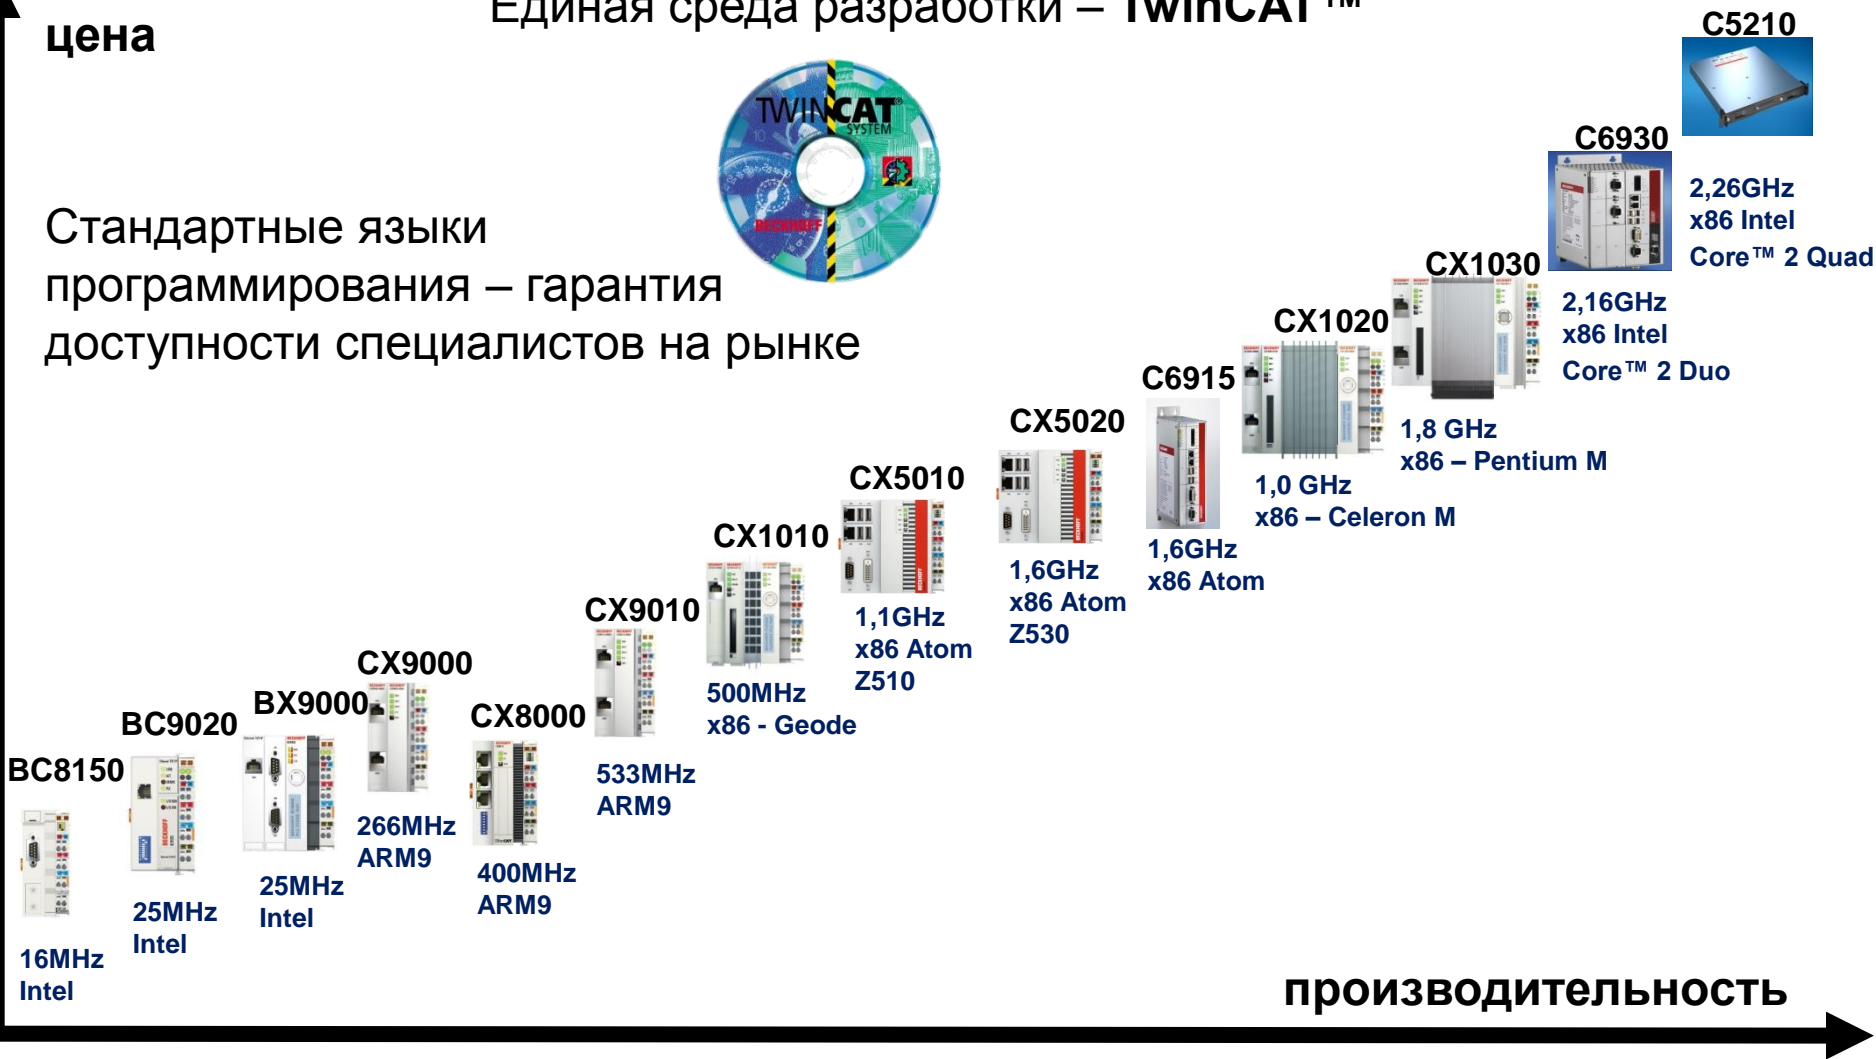 Единая среда разработки – TwinCAT™
цена
C5210
TWINCAT®
SYSTEM
BECKHOFF
C6930
2,26GHz
x86 Intel
Core™ 2 Quad
Стандартные языки
программирования – гарантия
доступности специалистов на рынке
CX1030
2,16GHz
x86 Intel
Core™ 2 Duo
CX1020
C6915
1,8 GHz
x86 – Pentium M
CX5020
1,0 GHz
x86 – Celeron M
CX5010
1,6GHz
x86 Atom
CX1010
1,6GHz
x86 Atom
Z530
CX9010
1,1GHz
x86 Atom
Z510
CX9000
500MHz
x86 - Geode
BX9000
CX8000
BC9020
533MHz
ARM9
BC8150
266MHz
ARM9
400MHz
ARM9
25MHz
Intel
25MHz
Intel
16MHz
Intel
производительность